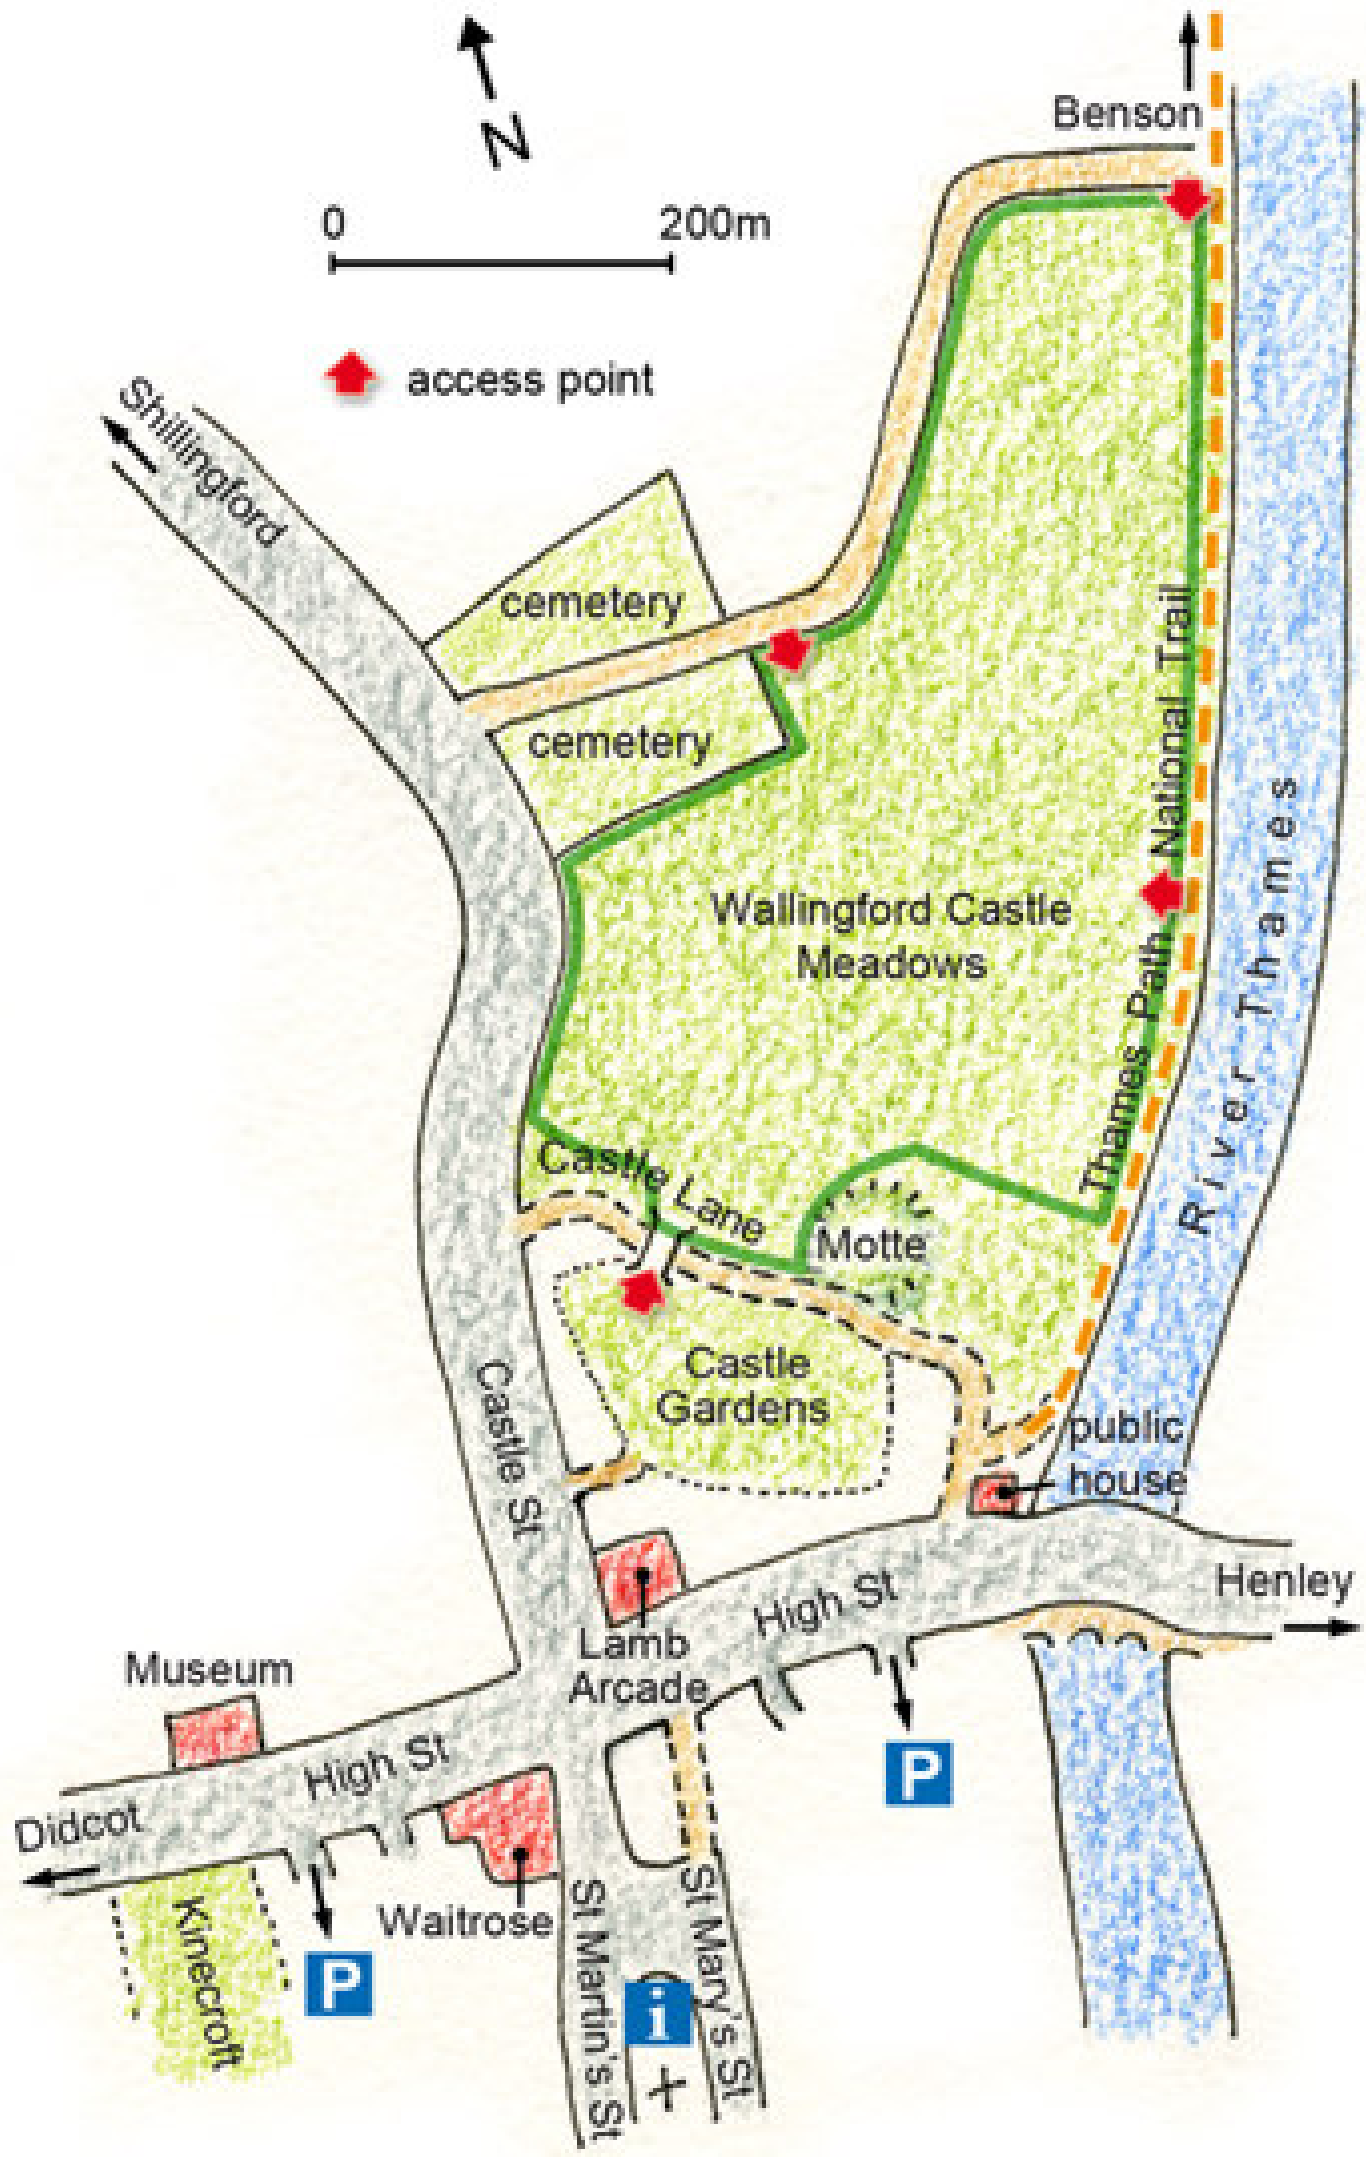 Benson
N
0 200m
access point
Shillingford
cemetery
cemetery
Thames Path National Trail
Wallingford Castle
Meadows
River Thames
Castle Lane
Motte
Castle
Gardens
Castle St
public
house
Henley
High St
Lamb
Arcade
Museum
High St
Didcot
P
Waitrose
Kinecroft
P
St Martin's St
St Mary's St
i